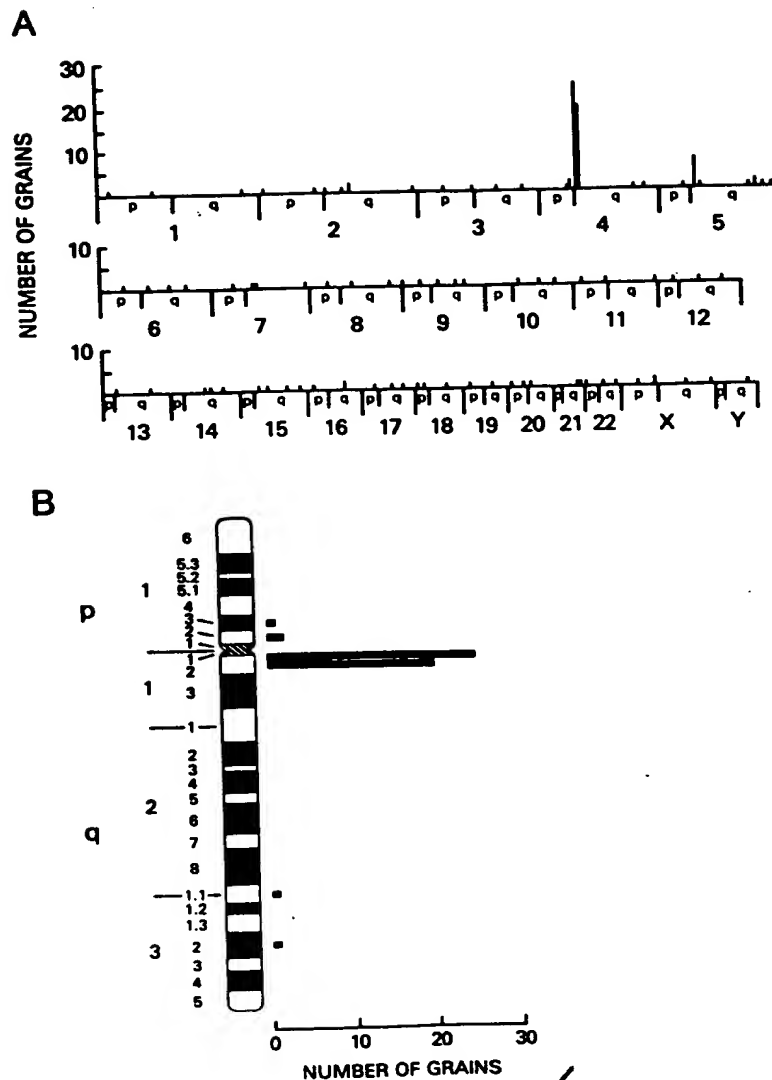 A
NUMBER OF GRAINS
30
20
10
p q p q p q p q p q
1 2 3 4 5
10
p q p q p q p q p q p q p q
6 7 8 9 10 11 12
10
p q p q p q p q p q p q p q p q p q p q p q p q
13 14 15 16 17 18 19 20 21 22 X Y
B
p
1
6
5.3
5.2
5.1
4
3
2
1
q
1
1
2
3
2
1
2
3
4
5
6
7
8
3
1.1
1.2
1.3
2
3
4
5
0 10 20 30
NUMBER OF GRAINS